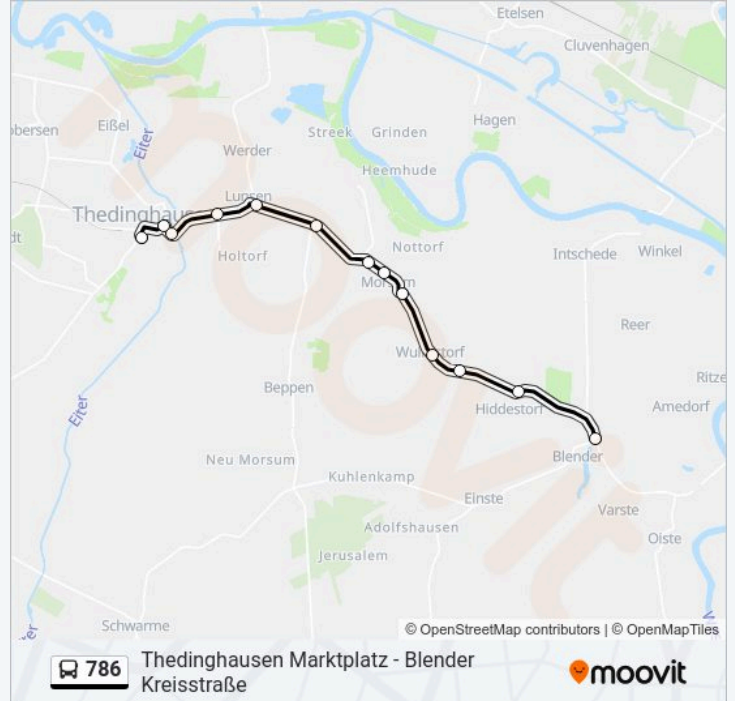 Etelsen
Cluvenhagen
Eißel
Eiter
Streek
Grinden
Hagen
Werder
Heemhude
Lunsen
Thedinghaus
Nottorf
Holtorf
Intschede
Winkel
Morsum
Reer
Wulmstorf
Beppen
Ritze
Hiddestorf
Amedorf
Eiter
Blender
Neu Morsum
Kuhlenkamp
Einste
Varste
Adolfshausen
Oiste
Jerusalem
Schwarme
moovit
© OpenStreetMap contributors | © OpenMapTiles
786
Thedinghausen Marktplatz - Blender
Kreisstraße
moovit